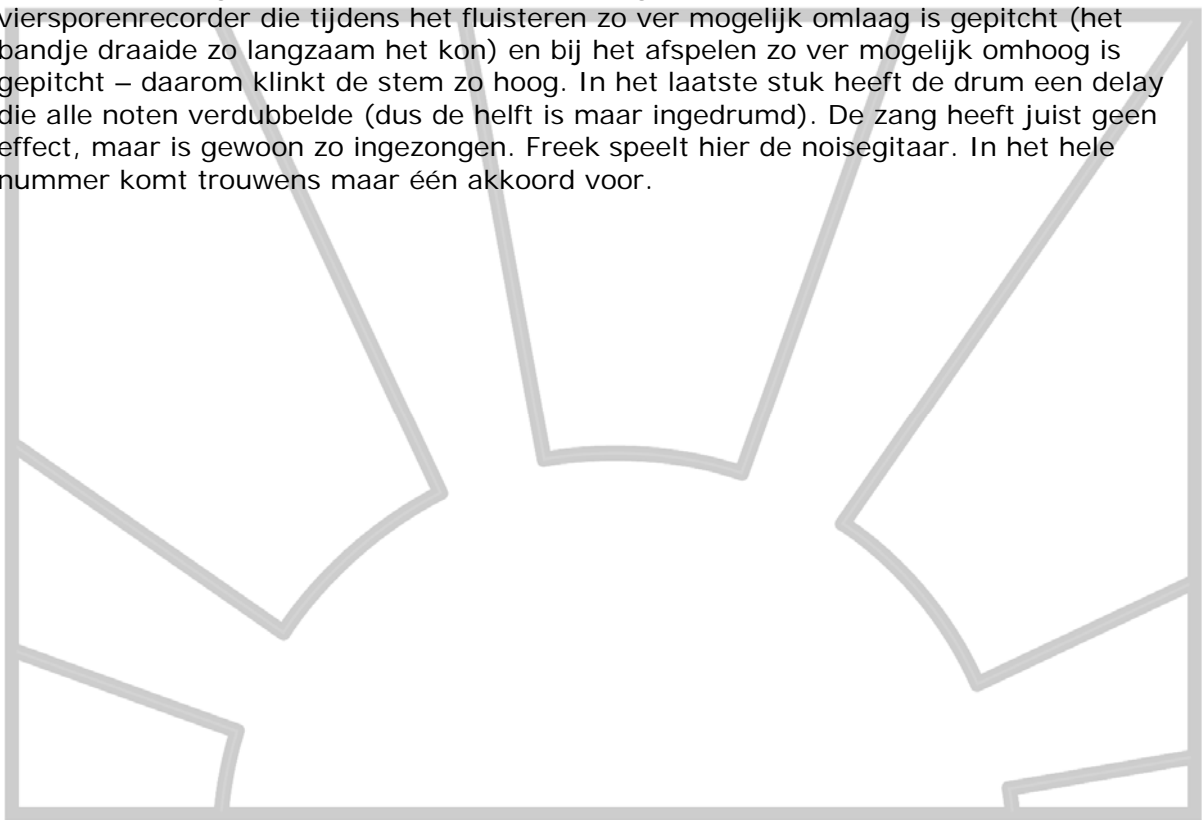 viersporenrecorder die tijdens het fluisteren zo ver mogelijk omlaag is gepitcht (het
bandje draaide zo langzaam het kon) en bij het afspelen zo ver mogelijk omhoog is
gepitcht – daarom klinkt de stem zo hoog. In het laatste stuk heeft de drum een delay
die alle noten verdubbelde (dus de helft is maar ingedrumd). De zang heeft juist geen
effect, maar is gewoon zo ingezongen. Freek speelt hier de noisegitaar. In het hele
nummer komt trouwens maar één akkoord voor.